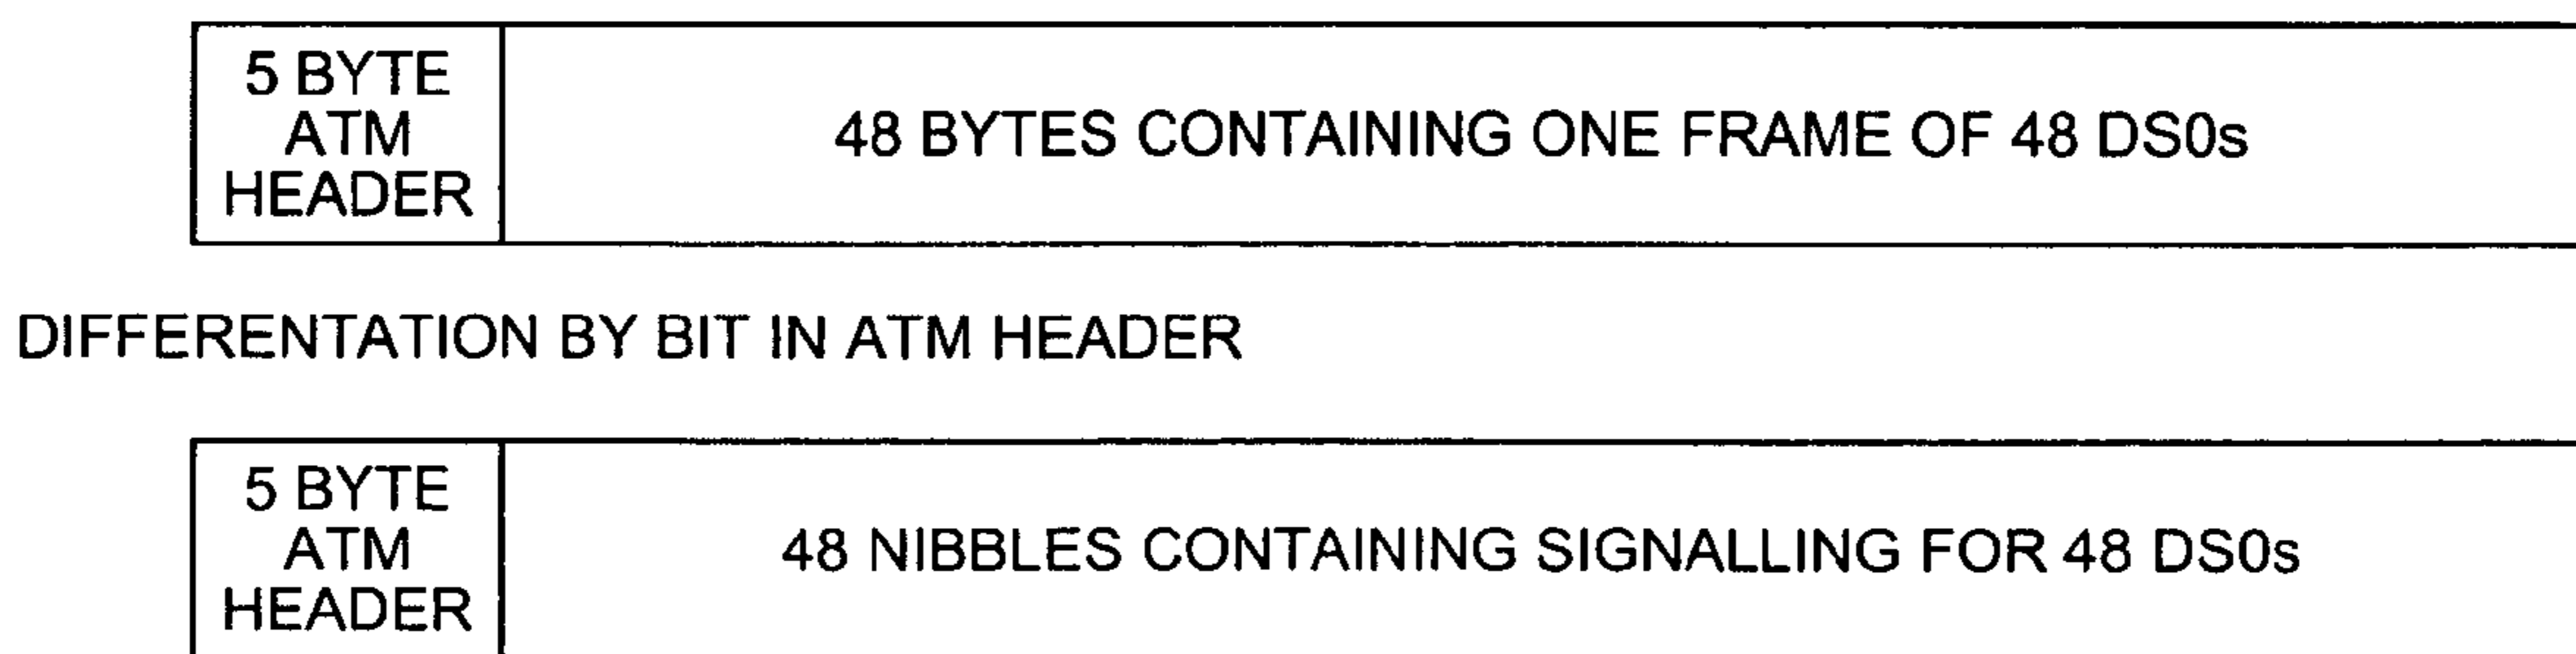 5 BYTE
ATM
HEADER
48 BYTES CONTAINING ONE FRAME OF 48 DS0s
DIFFERENTATION BY BIT IN ATM HEADER
5 BYTE
ATM
HEADER
48 NIBBLES CONTAINING SIGNALLING FOR 48 DS0s